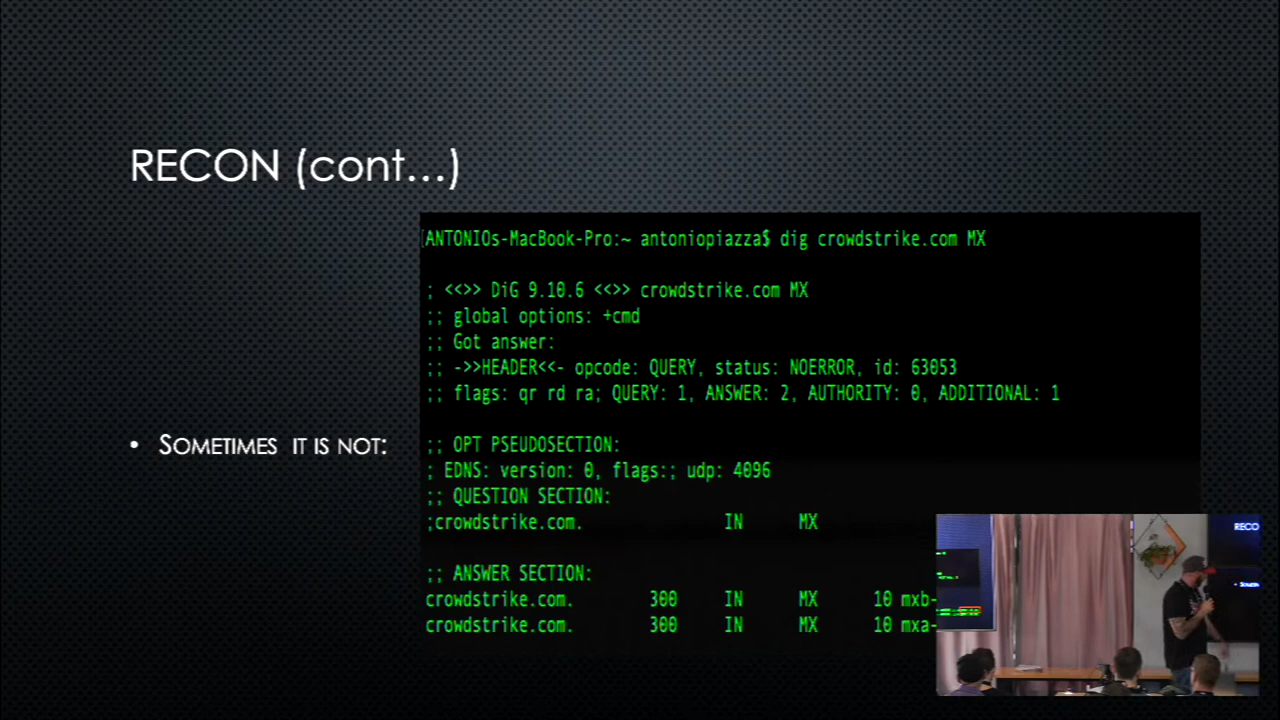 RECON (cont...)
• SOMETIMES IT IS NOT:
[ANTONIOs-MacBook-Pro:~ antoniopiazza$ dig crowdstrike.com MX
; <<>> DiG 9.10.6 <<>> crowdstrike.com MX
;; global options: +cmd
;; Got answer:
;; ->>HEADER<<- opcode: QUERY, status: NOERROR, id: 63053
;; flags: qr rd ra; QUERY: 1, ANSWER: 2, AUTHORITY: 0, ADDITIONAL: 1
;; OPT PSEUDOSECTION:
; EDNS: version: 0, flags:; udp: 4096
;; QUESTION SECTION:
;crowdstrike.com. IN MX
;; ANSWER SECTION:
crowdstrike.com. 300 IN MX 10 mxb-
crowdstrike.com. 300 IN MX 10 mxa-
RECO